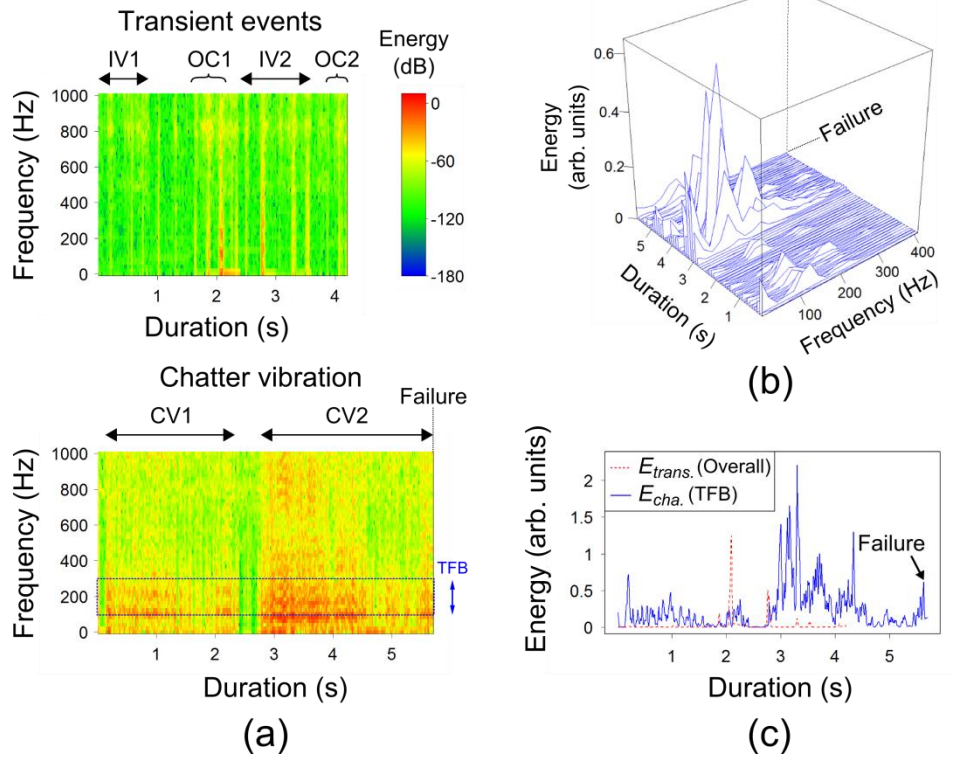 Transient events
IV1 OC1 IV2 OC2
Energy
(dB)
Frequency (Hz)
1000
800
600
400
200
0
1 2 3 4
Duration (s)
0
-60
-120
-180
Chatter vibration
Failure
CV1 CV2
Frequency (Hz)
1000
800
600
400
200
0
TFB
1 2 3 4 5
Duration (s)
(a)
Energy
(arb. units)
0.6
0.4
0.2
0
Failure
5
4
3
2
1
Duration (s)
100
200
300
400
Frequency (Hz)
(b)
Energy (arb. units)
2
1.5
1
0.5
0
E trans. (Overall)
E cha. (TFB)
Failure
1 2 3 4 5
Duration (s)
(c)